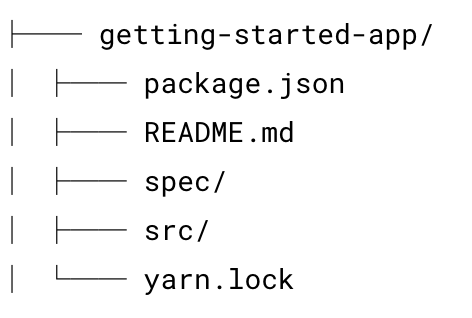 ├── getting-started-app/
│ ├── package.json
│ ├── README.md
│ ├── spec/
│ ├── src/
│ └── yarn.lock